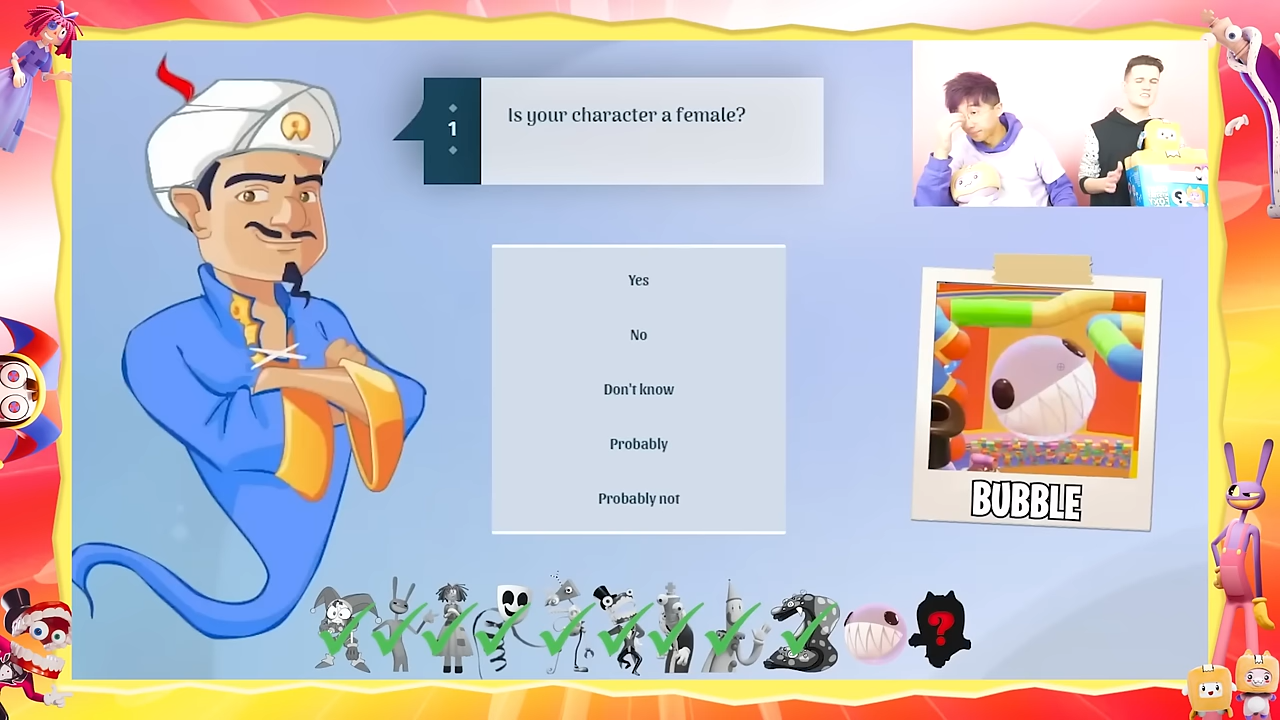 1
Is your character a female?
Yes
No
Don't know
Probably
Probably not
BUBBLE
?